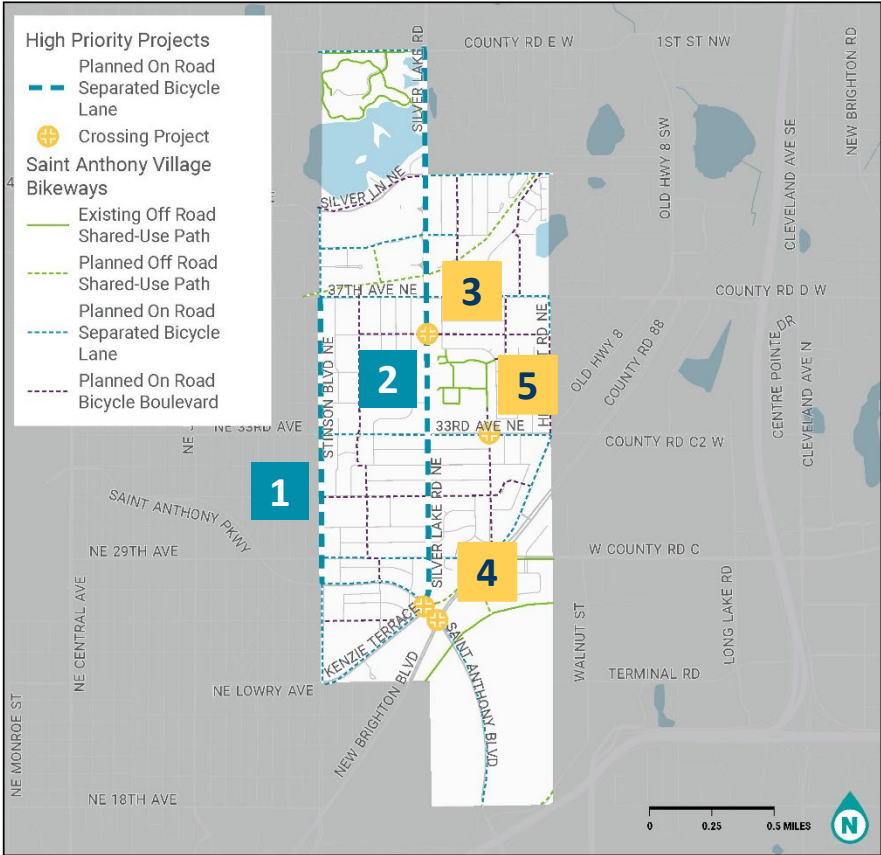 High Priority Projects
Planned On Road
Separated Bicycle
Lane
Crossing Project
Saint Anthony Village
Bikeways
Existing Off Road
Shared-Use Path
Planned Off Road
Shared-Use Path
Planned On Road
Separated Bicycle
Lane
Planned On Road
Bicycle Boulevard
SILVER LAKE RD
COUNTY RD E W
1ST ST NW
NEW BRIGHTON RD
OLD HWY 8 SW
CLEVELAND AVE SE
4
SILVER LN NE
37TH AVE NE
3
COUNTY RD D W
STINSON BLVD NE
2
5
OLD HWY 8
COUNTY RD 88
CENTRE POINTE DR
CLEVELAND AVE N
NE 33RD AVE
33RD AVE NE
COUNTY RD C2 W
1
SAINT ANTHONY PKWY
SILVER LAKE RD NE
NE 29TH AVE
4
W COUNTY RD C
NE CENTRAL AVE
LONG LAKE RD
WALNUT ST
KENZIE TERRACE
SAINT ANTHONY BLVD
TERMINAL RD
NE LOWRY AVE
NEW BRIGHTON BLVD
NE MONROE ST
NE 18TH AVE
0
0.25
0.5 MILES
N